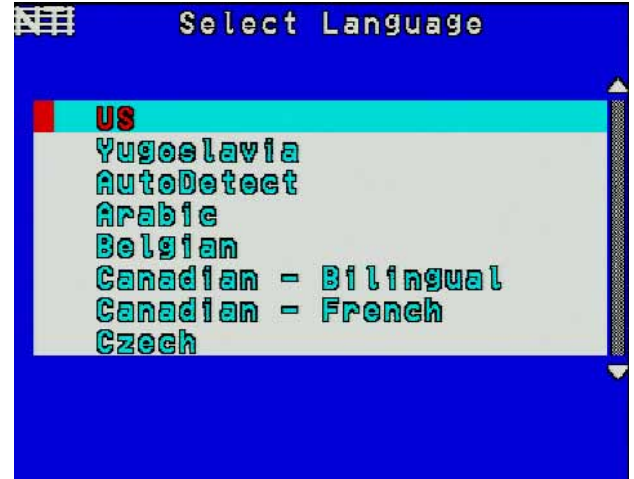 NTI Select Language
US
Yugoslavia
AutoDetect
Arabic
Belgian
Canadian - Bilingual
Canadian - French
Czech